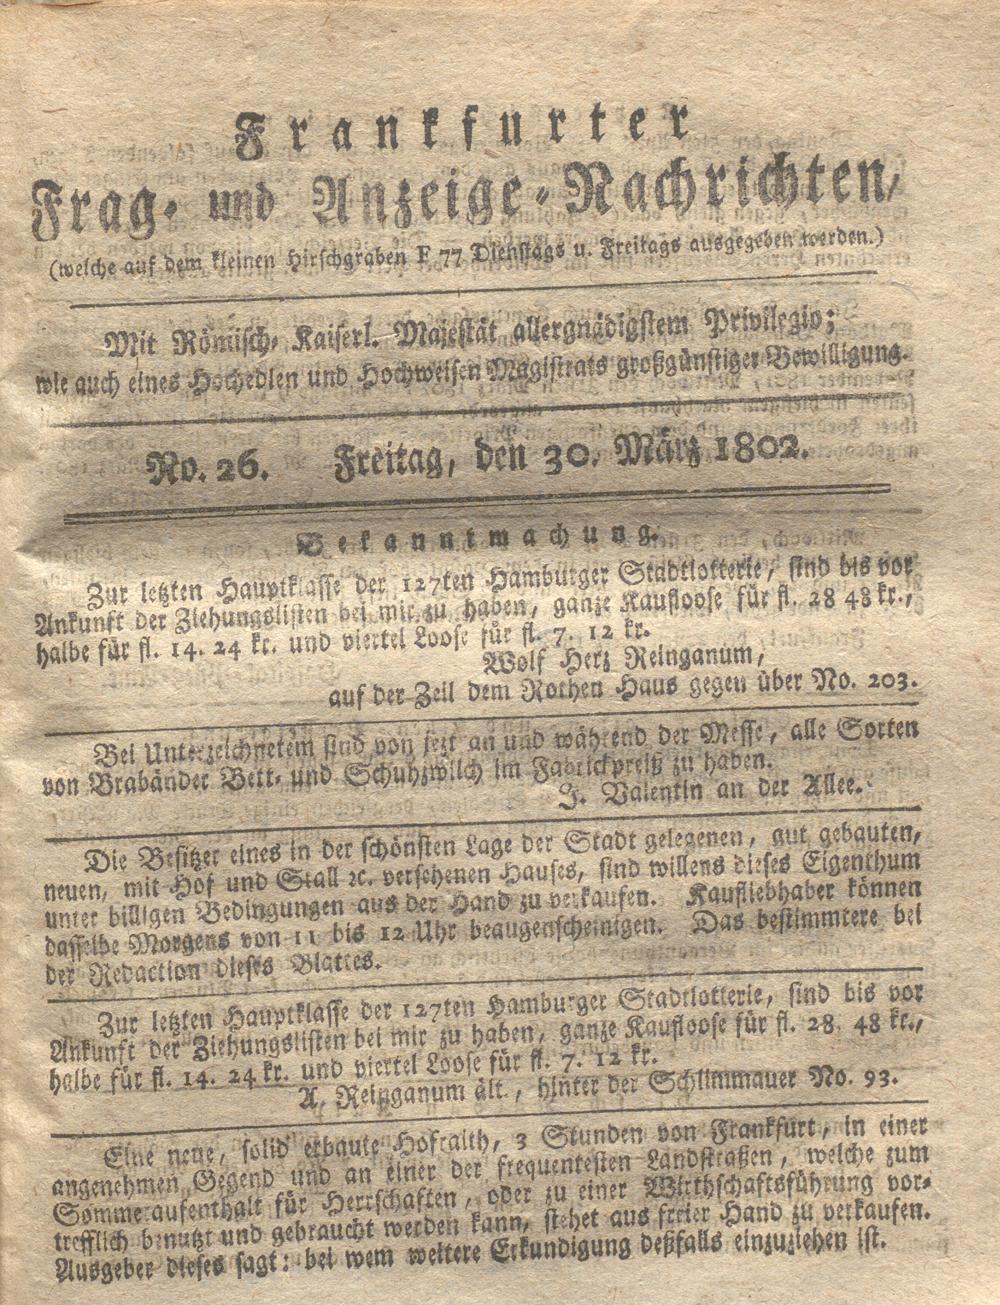 Frankfurter
Frag- und Anzeige-Nachrichten,
(welche auf dem kleinen Hirschgraben F 77 Dienstags u. Freitags ausgegeben werden.)
Mit Römisch-Kaiserl. Majestät allergnädigstem Privilegio;
wie auch eines Hochedlen und Hochweisen Magistrats großgünstiger Bewilligung.
No. 26. Freitag, den 30. März 1802.
Bekanntmachung.
Zur letzten Hauptklasse der 127ten Hamburger Stadtlotterie, sind bis vor
Ankunft der Ziehungslisten bei mir zu haben, ganze Kaufloose für fl. 28 48 kr.,
halbe für fl. 14. 24 kr. und viertel Loose für fl. 7. 12 kr.
Wolf Herz Reinganum,
auf der Zeil dem Rothen Haus gegen über No. 203.
Bei Unterzeichnetem sind von jezt an und während der Messe, alle Sorten
von Brabänder Bett- und Schuhzwilch im Fabrickpreiß zu haben.
J. Valentin an der Allee.
Die Besitzer eines in der schönsten Lage der Stadt gelegenen, gut gebauten,
neuen, mit Hof und Stall ꝛc. versehenen Hauses, sind willens dieses Eigenthum
unter billigen Bedingungen aus der Hand zu verkaufen. Kaufliebhaber können
dasselbe Morgens von 11 bis 12 Uhr beaugenscheinigen. Das bestimmtere bei
der Redaction dieses Blattes.
Zur letzten Hauptklasse der 127ten Hamburger Stadtlotterie, sind bis vor
Ankunft der Ziehungslisten bei mir zu haben, ganze Kaufloose für fl. 28. 48 kr.,
halbe für fl. 14. 24 kr. und viertel Loose für fl. 7. 12 kr.
A. Reinganum ält., hinter der Schlimmauer No. 93.
Eine neue, solid erbaute Hofraith, 3 Stunden von Frankfurt, in einer
angenehmen Gegend und an einer der frequentesten Landstraßen, welche zum
Sommeraufenthalt für Herrschaften, oder zu einer Wirthschaftsführung vor-
trefflich benutzt und gebraucht werden kann, stehet aus freier Hand zu verkaufen.
Ausgeber dieses sagt: bei wem weitere Erkundigung deßfalls einzuziehen ist.